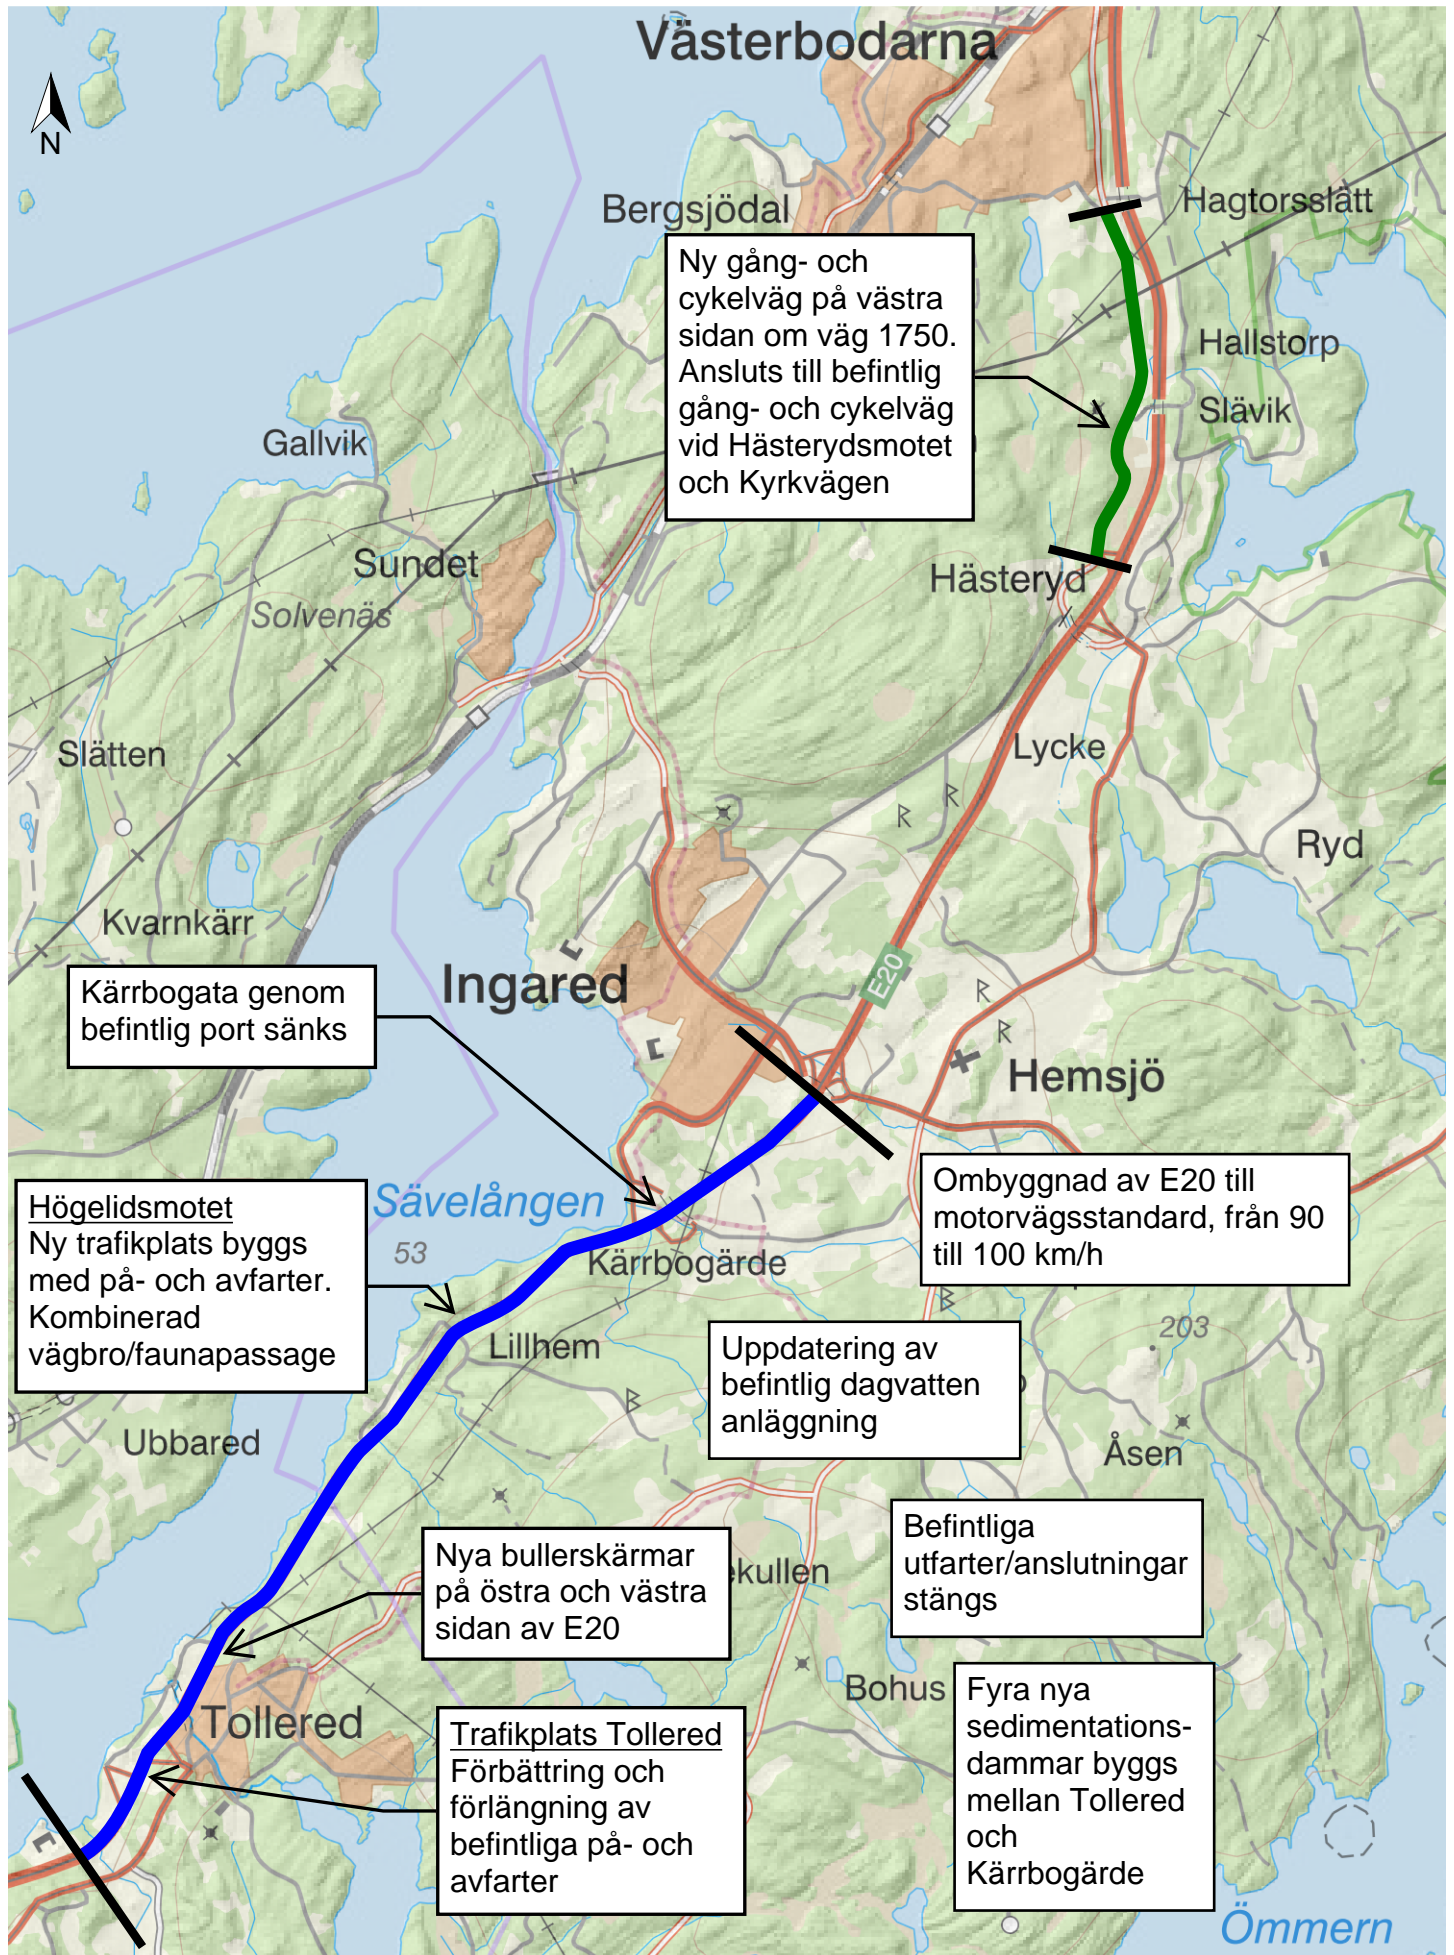 Västerbodarna
N
Bergsjödal
Hagtorsslätt
Ny gång- och
cykelväg på västra
sidan om väg 1750.
Ansluts till befintlig
gång- och cykelväg
vid Hästerydsmotet
och Kyrkvägen
Hallstorp
Slävik
Gallvik
Sundet
Solvenäs
Hästeryd
Slätten
Lycke
Ryd
Kvarnkärr
Ingared
E20
Kärrbogata genom
befintlig port sänks
Hemsjö
Högelidsmotet
Ny trafikplats byggs
med på- och avfarter.
Kombinerad
vägbro/faunapassage
Sävelången
53
Kärrbogärde
Ombyggnad av E20 till
motorvägsstandard, från 90
till 100 km/h
Lillhem
Uppdatering av
befintlig dagvatten
anläggning
203
Ubbared
Åsen
Nya bullerskärmar
på östra och västra
sidan av E20
ekullen
Befintliga
utfarter/anslutningar
stängs
Bohus
Tollered
Trafikplats Tollered
Förbättring och
förlängning av
befintliga på- och
avfarter
Fyra nya
sedimentations-
dammar byggs
mellan Tollered
och
Kärrbogärde
Ömmern